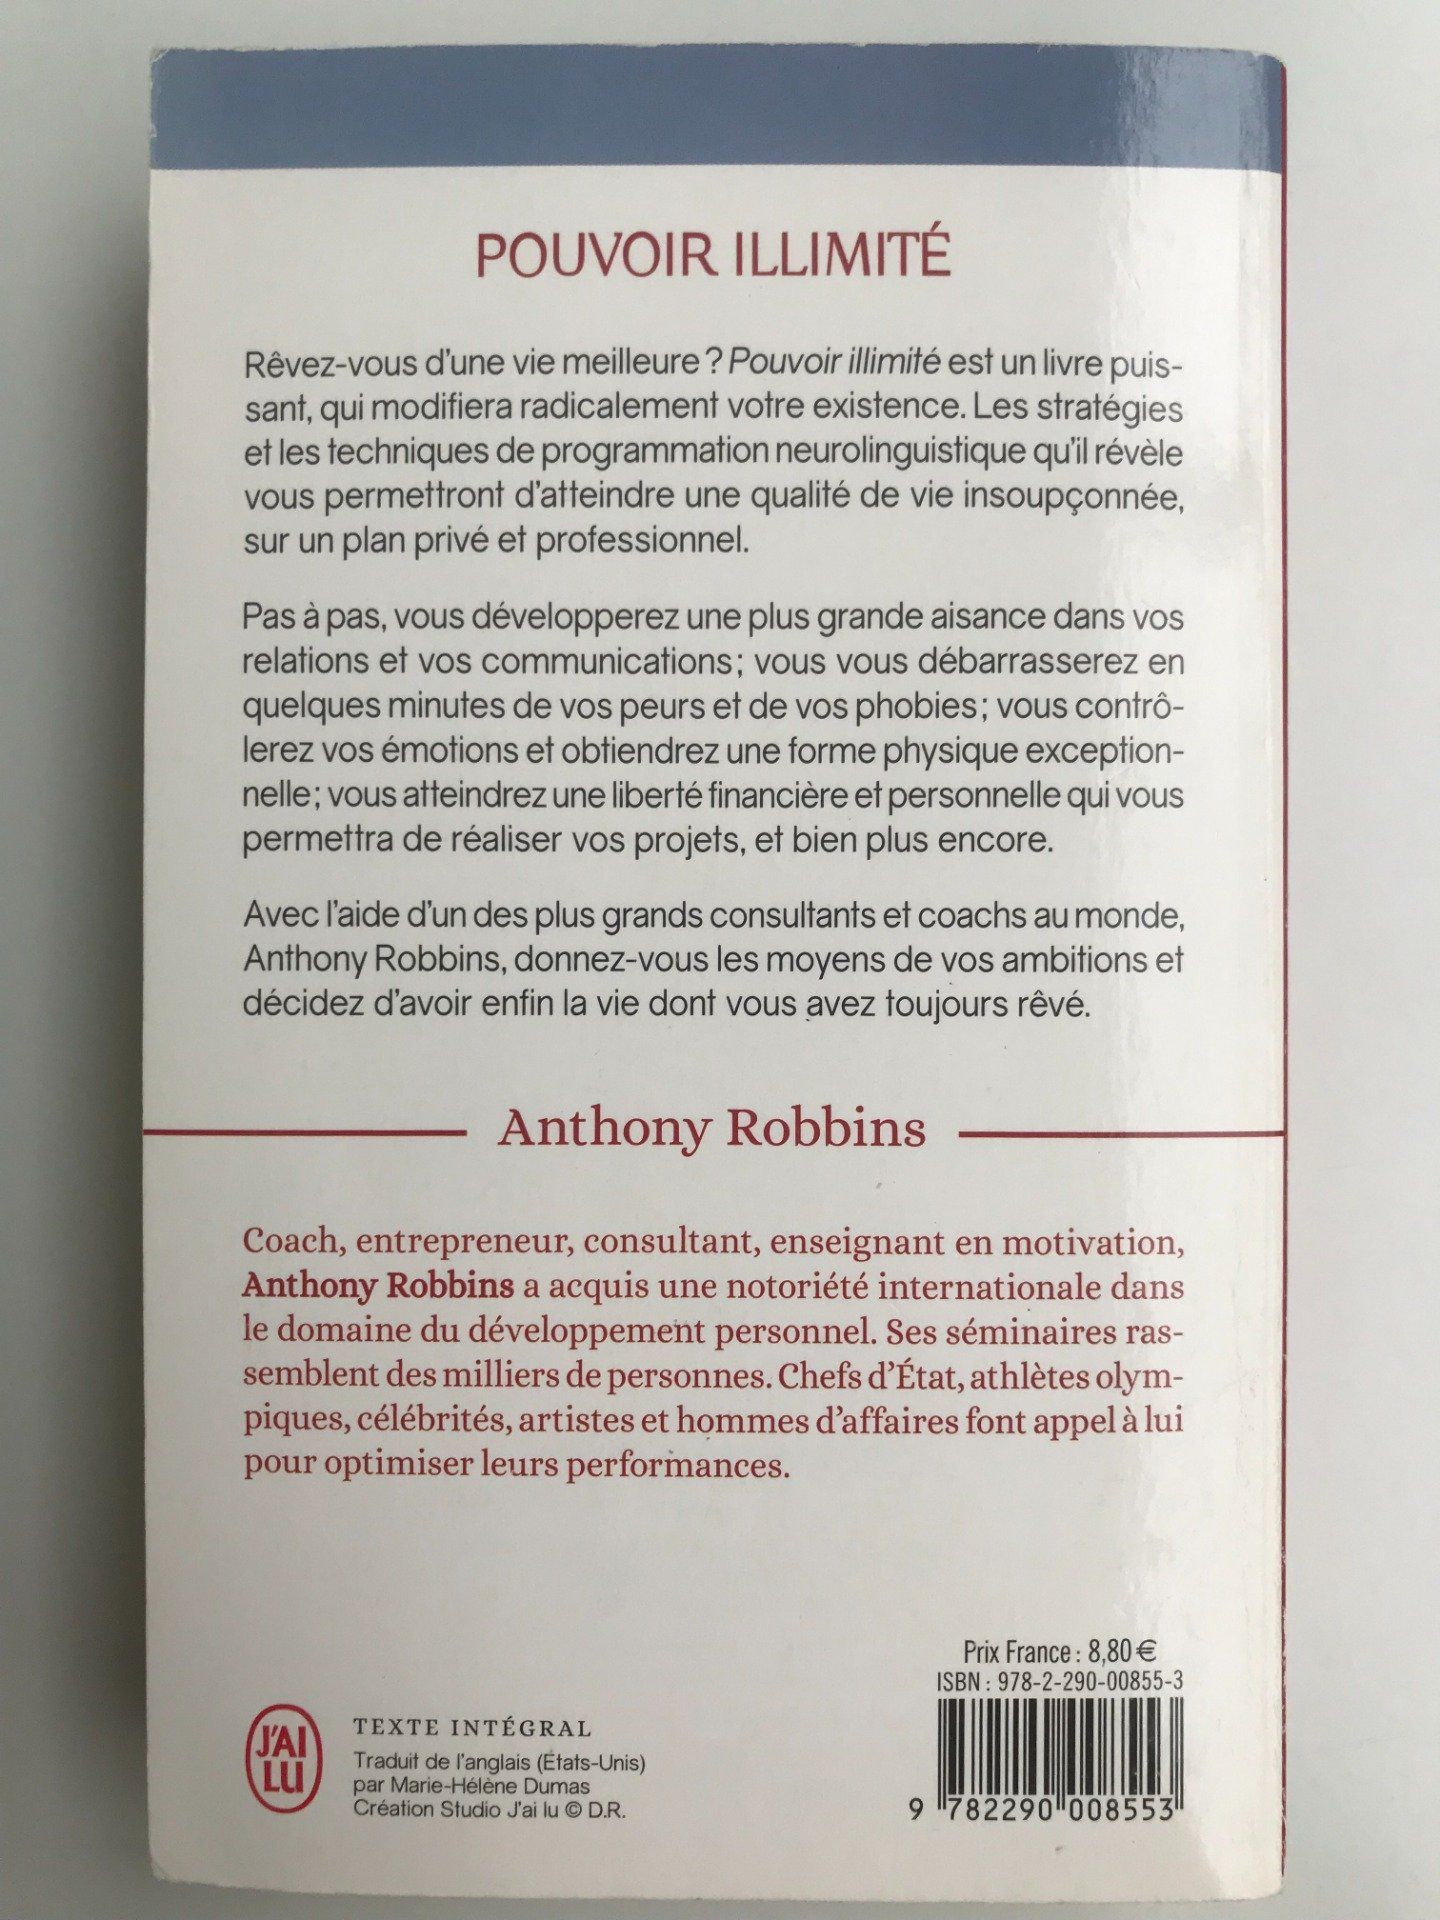 POUVOIR ILLIMITÉ
Rêvez-vous d'une vie meilleure ? Pouvoir illimité est un livre puis-
sant, qui modifiera radicalement votre existence. Les stratégies
et les techniques de programmation neurolinguistique qu'il révèle
vous permettront d'atteindre une qualité de vie insoupçonnée,
sur un plan privé et professionnel.
Pas à pas, vous développerez une plus grande aisance dans vos
relations et vos communications ; vous vous débarrasserez en
quelques minutes de vos peurs et de vos phobies ; vous contrô-
lerez vos émotions et obtiendrez une forme physique exception-
nelle ; vous atteindrez une liberté financière et personnelle qui vous
permettra de réaliser vos projets, et bien plus encore.
Avec l'aide d'un des plus grands consultants et coachs au monde,
Anthony Robbins, donnez-vous les moyens de vos ambitions et
décidez d'avoir enfin la vie dont vous avez toujours rêvé.
Anthony Robbins
Coach, entrepreneur, consultant, enseignant en motivation,
Anthony Robbins a acquis une notoriété internationale dans
le domaine du développement personnel. Ses séminaires ras-
semblent des milliers de personnes. Chefs d'État, athlètes olym-
piques, célébrités, artistes et hommes d'affaires font appel à lui
pour optimiser leurs performances.
Prix France : 8,80 €
ISBN : 978-2-290-00855-3
9 782290 008553
J'AI
LU
TEXTE INTÉGRAL
Traduit de l'anglais (États-Unis)
par Marie-Hélène Dumas
Création Studio J'ai lu © D.R.